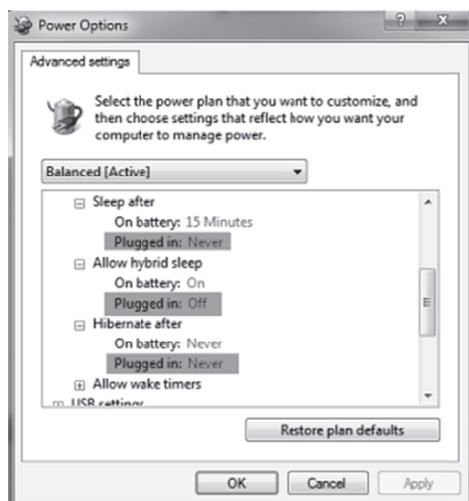 Power Options
Advanced settings
Select the power plan that you want to customize, and
then choose settings that reflect how you want your
computer to manage power.
Balanced [Active]
Sleep after
On battery: 15 Minutes
Plugged in: Never
Allow hybrid sleep
On battery: On
Plugged in: Off
Hibernate after
On battery: Never
Plugged in: Never
Allow wake timers
USB settings
Restore plan defaults
OK Cancel Apply